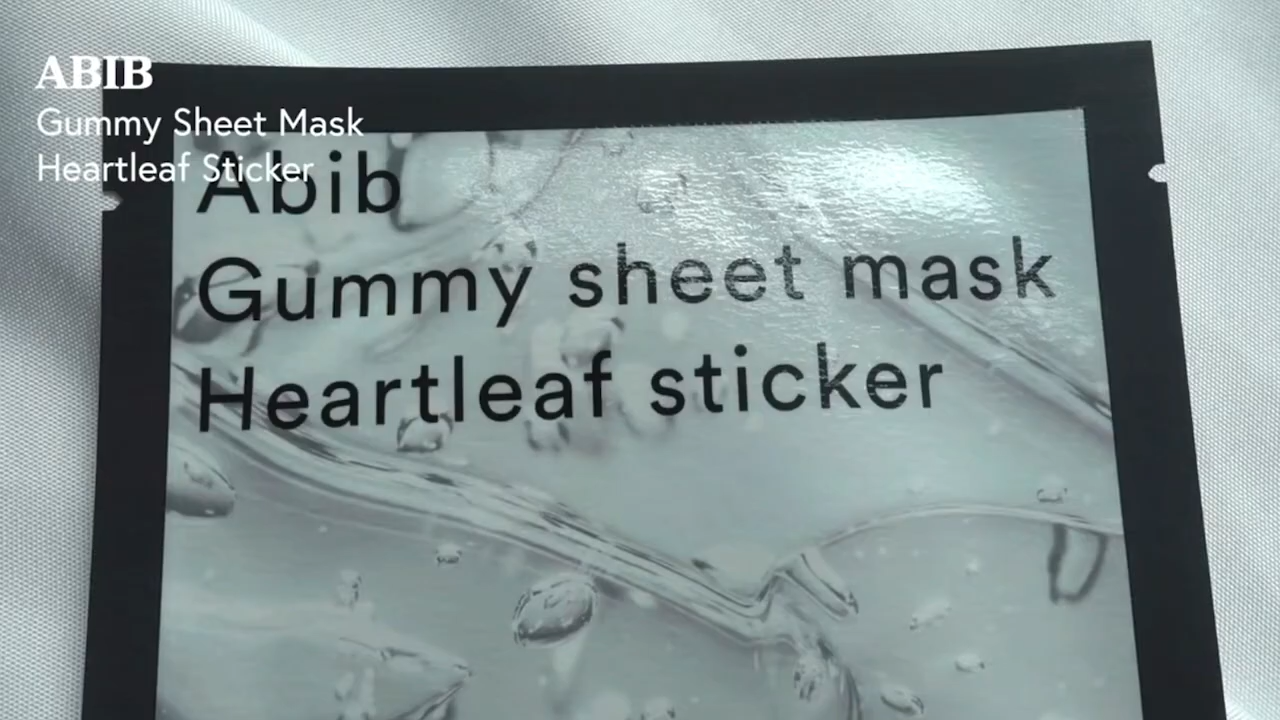 ABIB
Gummy Sheet Mask
Heartleaf Sticker
Abib
Gummy sheet mask
Heartleaf sticker